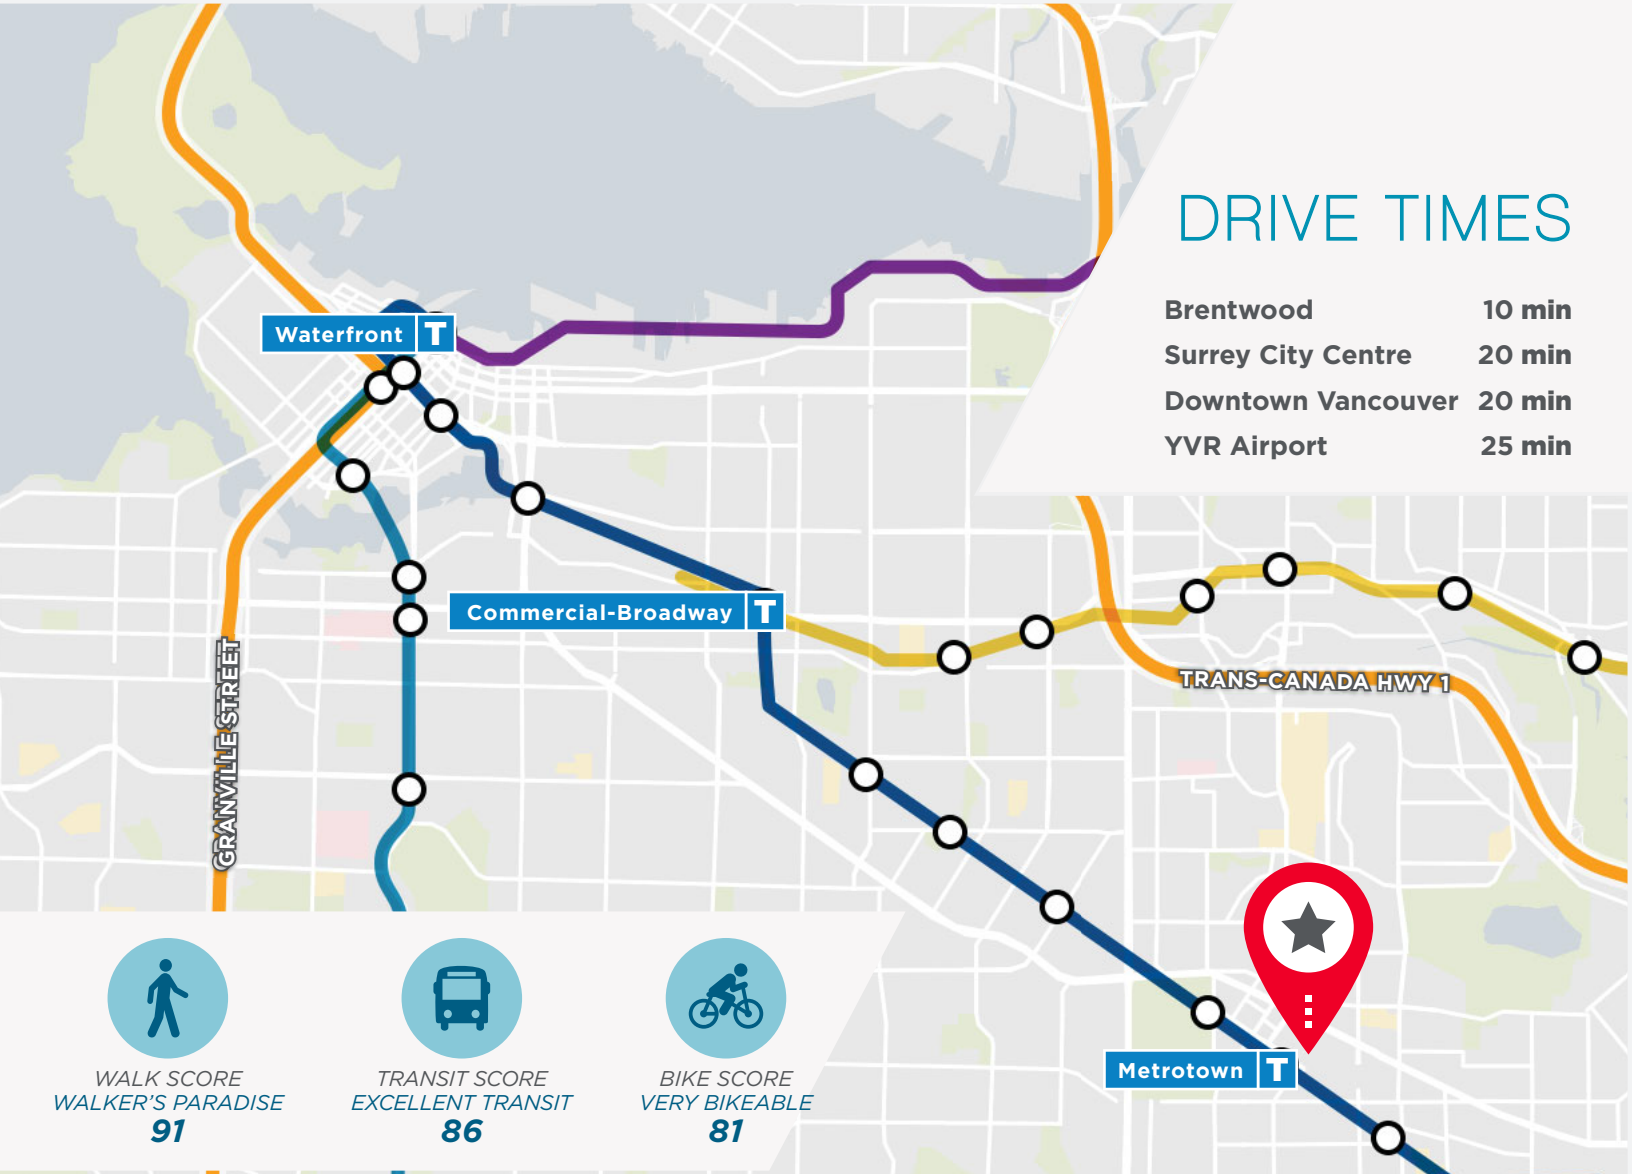 DRIVE TIMES
Brentwood 10 min
Surrey City Centre 20 min
Downtown Vancouver 20 min
YVR Airport 25 min
Waterfront T
Commercial-Broadway T
GRANVILLE STREET
TRANS-CANADA HWY 1
Metrotown T
WALK SCORE
WALKER'S PARADISE
91
TRANSIT SCORE
EXCELLENT TRANSIT
86
BIKE SCORE
VERY BIKEABLE
81